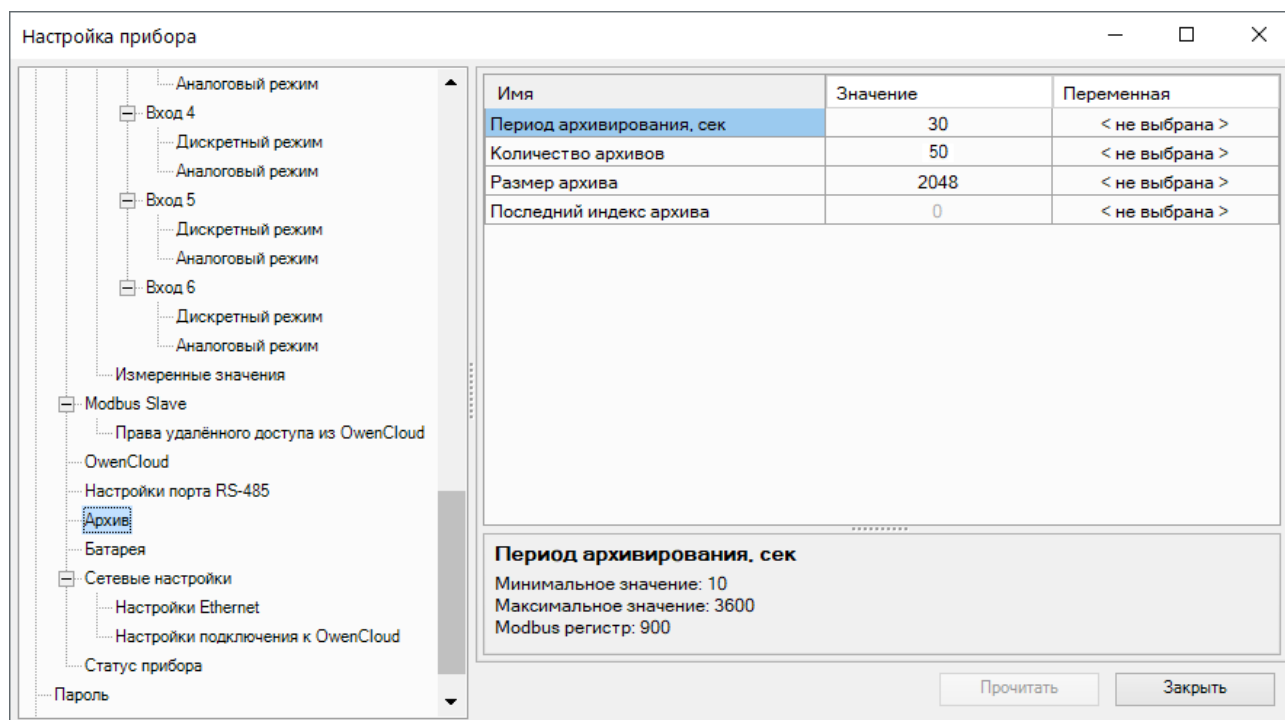 Настройка прибора
Аналоговый режим
Вход 4
Дискретный режим
Аналоговый режим
Вход 5
Дискретный режим
Аналоговый режим
Вход 6
Дискретный режим
Аналоговый режим
Измеренные значения
Modbus Slave
Права удалённого доступа из OwenCloud
OwenCloud
Настройки порта RS-485
Архив
Батарея
Сетевые настройки
Настройки Ethernet
Настройки подключения к OwenCloud
Статус прибора
Пароль
Имя Значение Переменная
Период архивирования, сек 30 < не выбрана >
Количество архивов 50 < не выбрана >
Размер архива 2048 < не выбрана >
Последний индекс архива 0 < не выбрана >
Период архивирования, сек
Минимальное значение: 10
Максимальное значение: 3600
Modbus регистр: 900
Прочитать Закрыть